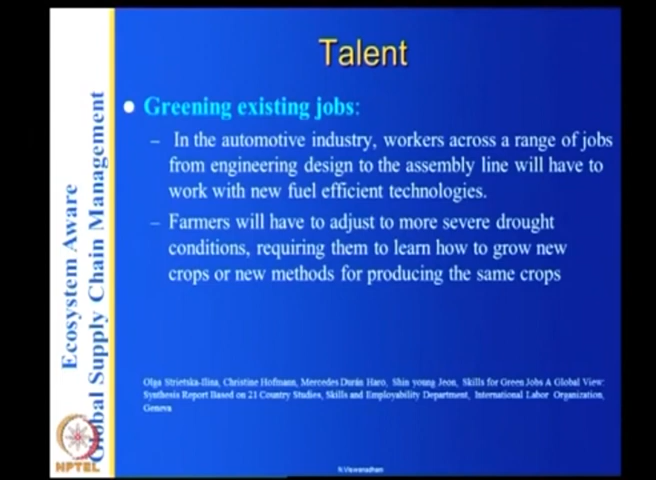 Talent
Greening existing jobs:
– In the automotive industry, workers across a range of jobs
from engineering design to the assembly line will have to
work with new fuel efficient technologies.
– Farmers will have to adjust to more severe drought
conditions, requiring them to learn how to grow new
crops or new methods for producing the same crops
Olga Strietska-Ilina, Christine Hofmann, Mercedes Durán Haro, Shin young Jeon, Skills for Green Jobs A Global View:
Synthesis Report Based on 21 Country Studies, Skills and Employability Department, International Labor Organization,
Geneva
Ecosystem Aware
Global Supply Chain Management
NPTEL
N.Viswanadham